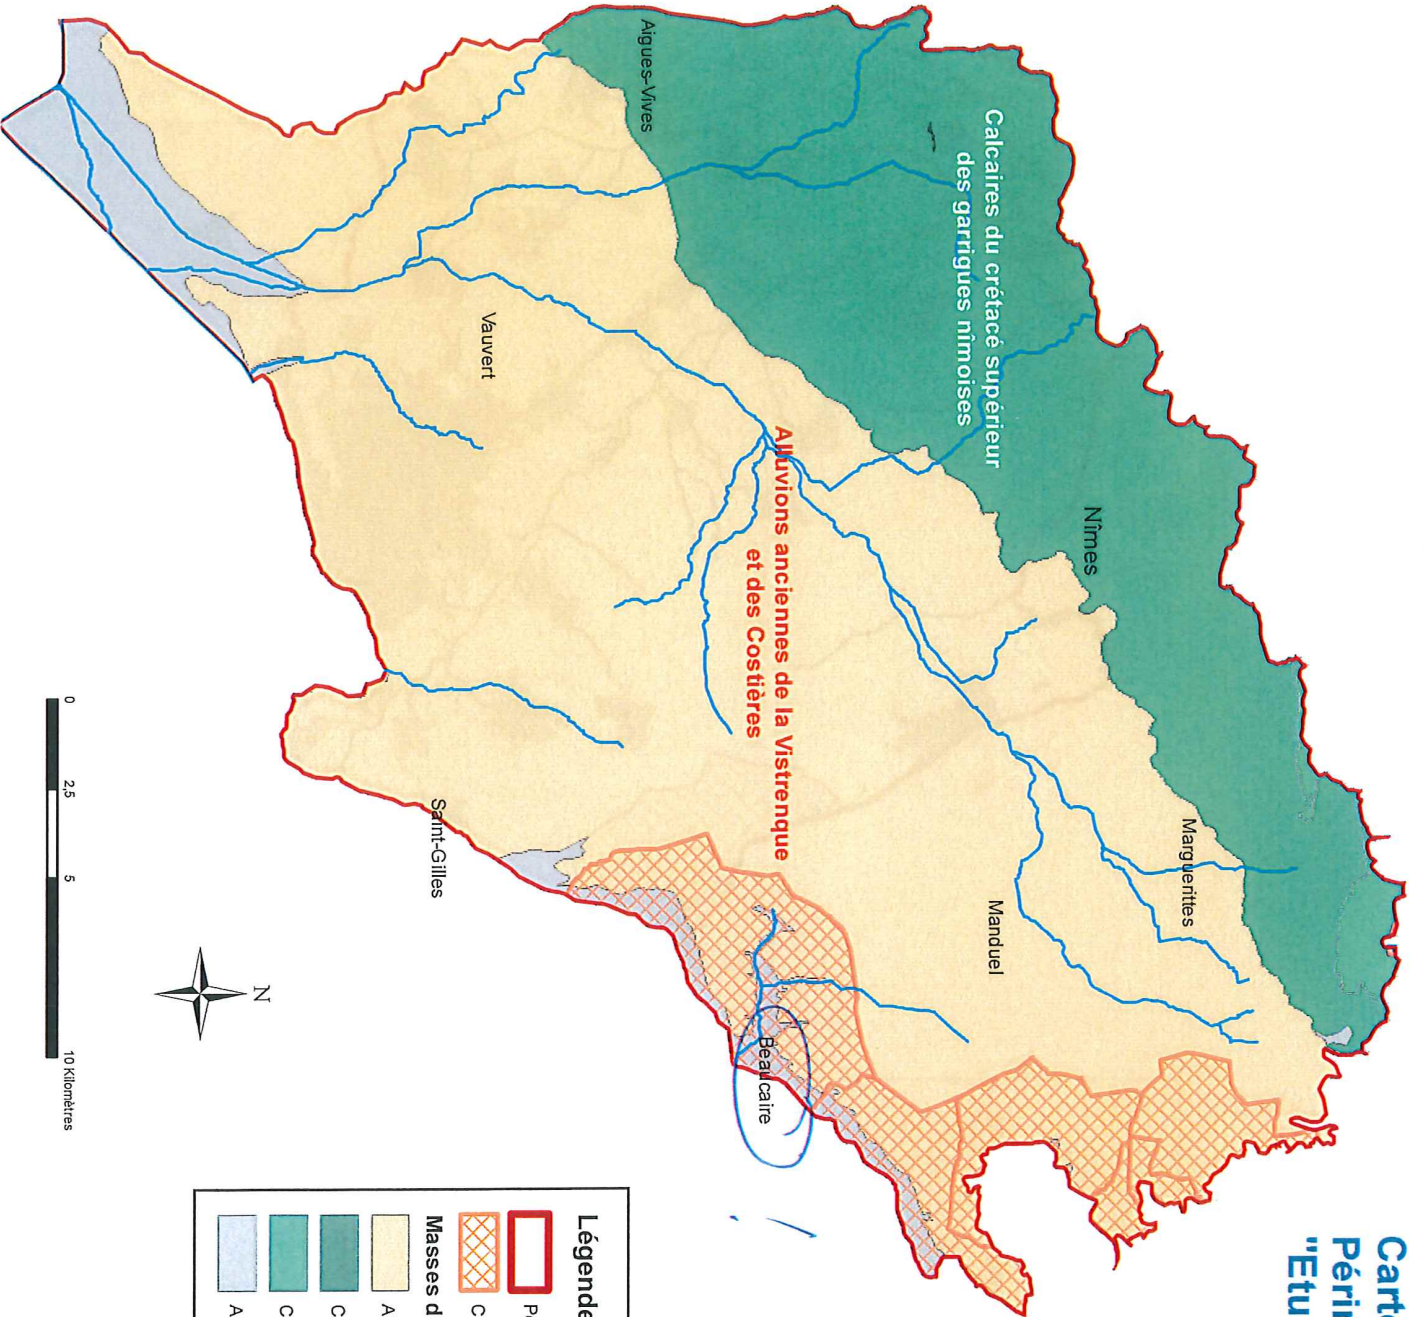 "Etu
Calcaires du crétacé supérieur
des garrigues nîmoises
Nîmes
Marguerittes
Manduel
Aigues-Vives
Alluvions anciennes de la Vistrenque
et des Costières
Beaucaire
Vauvert
Saint-Gilles
N
0 2,5 5 10 Kilomètres
Légende
C
Masses d
A
C
C
A